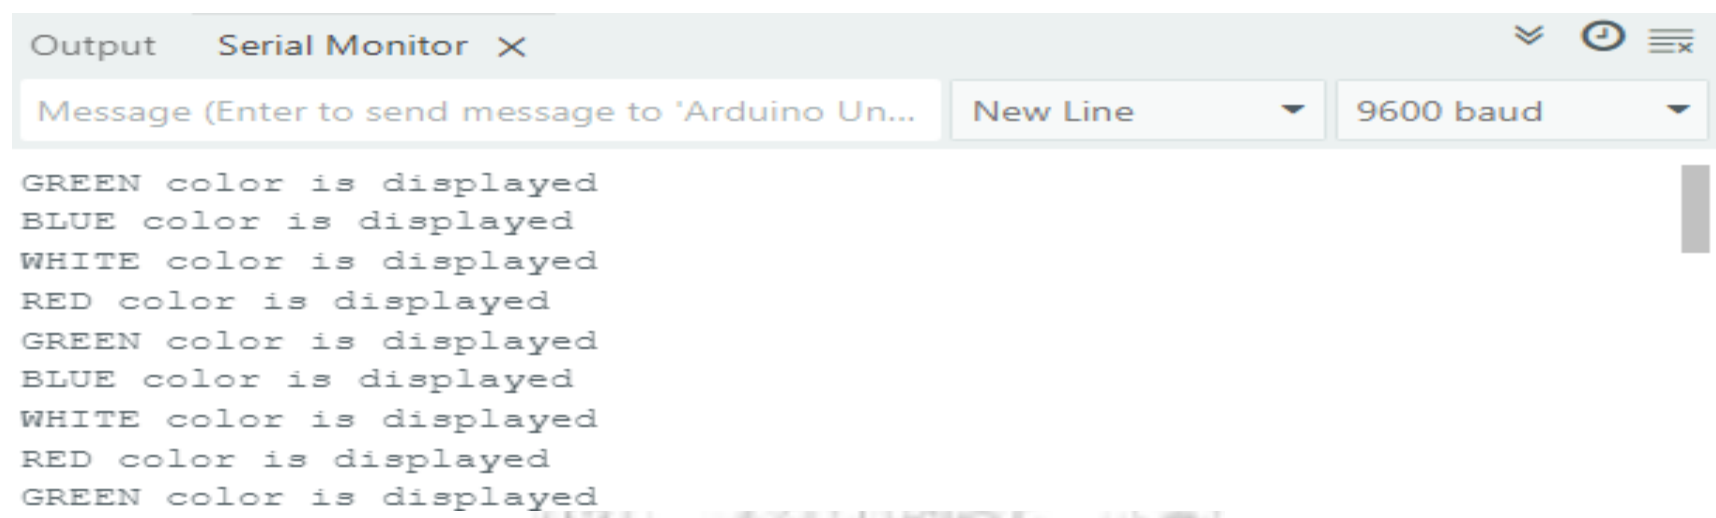 Output Serial Monitor
Message (Enter to send message to 'Arduino Un... New Line 9600 baud
GREEN color is displayed
BLUE color is displayed
WHITE color is displayed
RED color is displayed
GREEN color is displayed
BLUE color is displayed
WHITE color is displayed
RED color is displayed
GREEN color is displayed